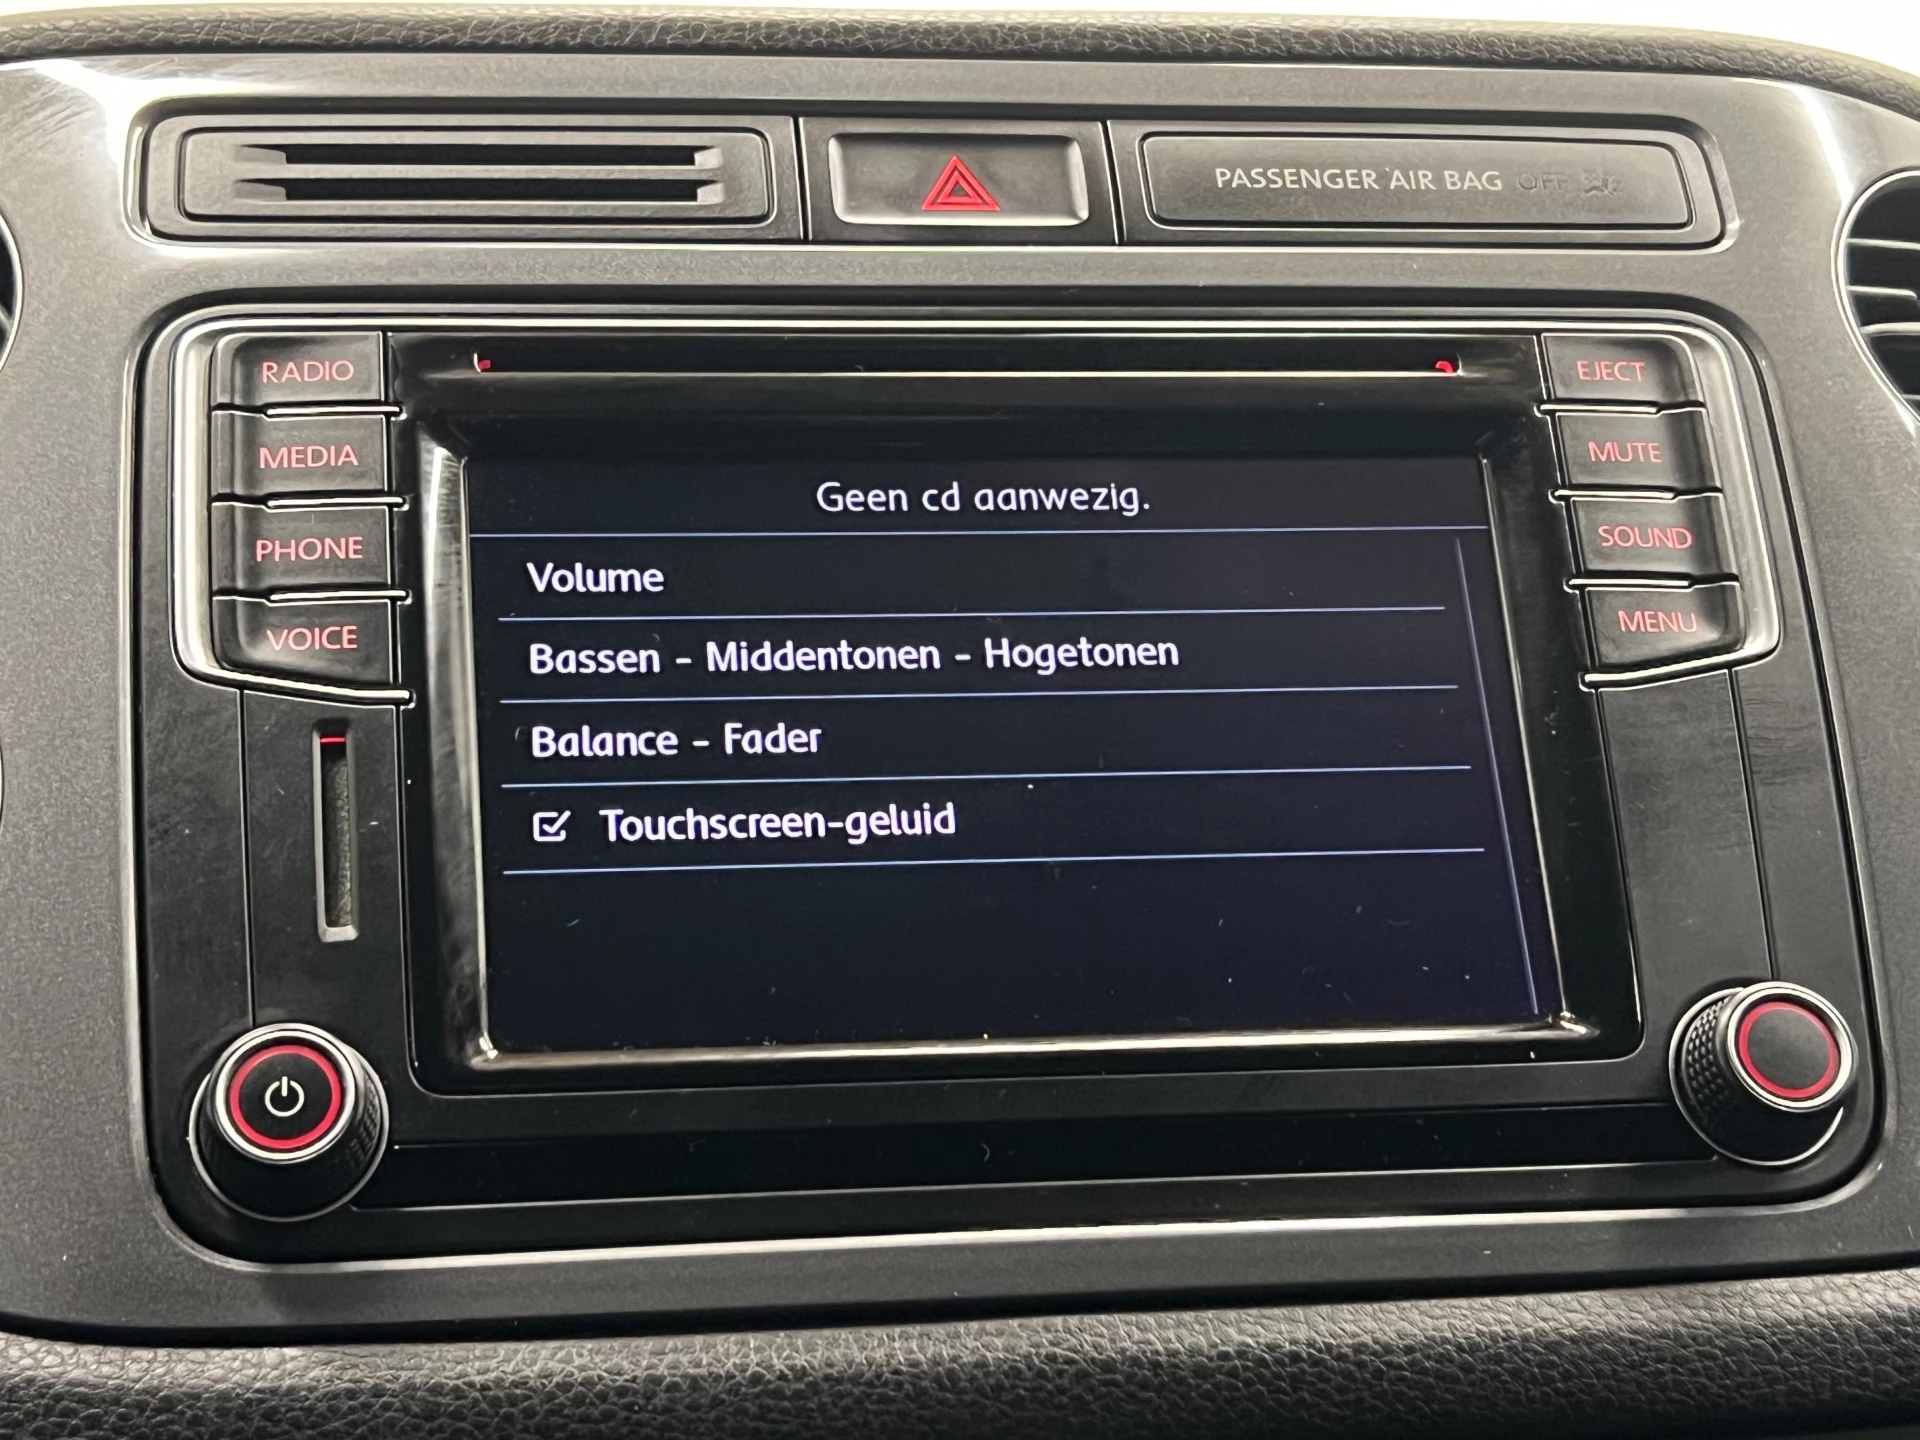 PASSENGER AIR BAG OFF
RADIO
MEDIA
PHONE
VOICE
EJECT
MUTE
SOUND
MENU
Geen cd aanwezig.
Volume
Bassen - Middentonen - Hogetonen
Balance - Fader
Touchscreen-geluid